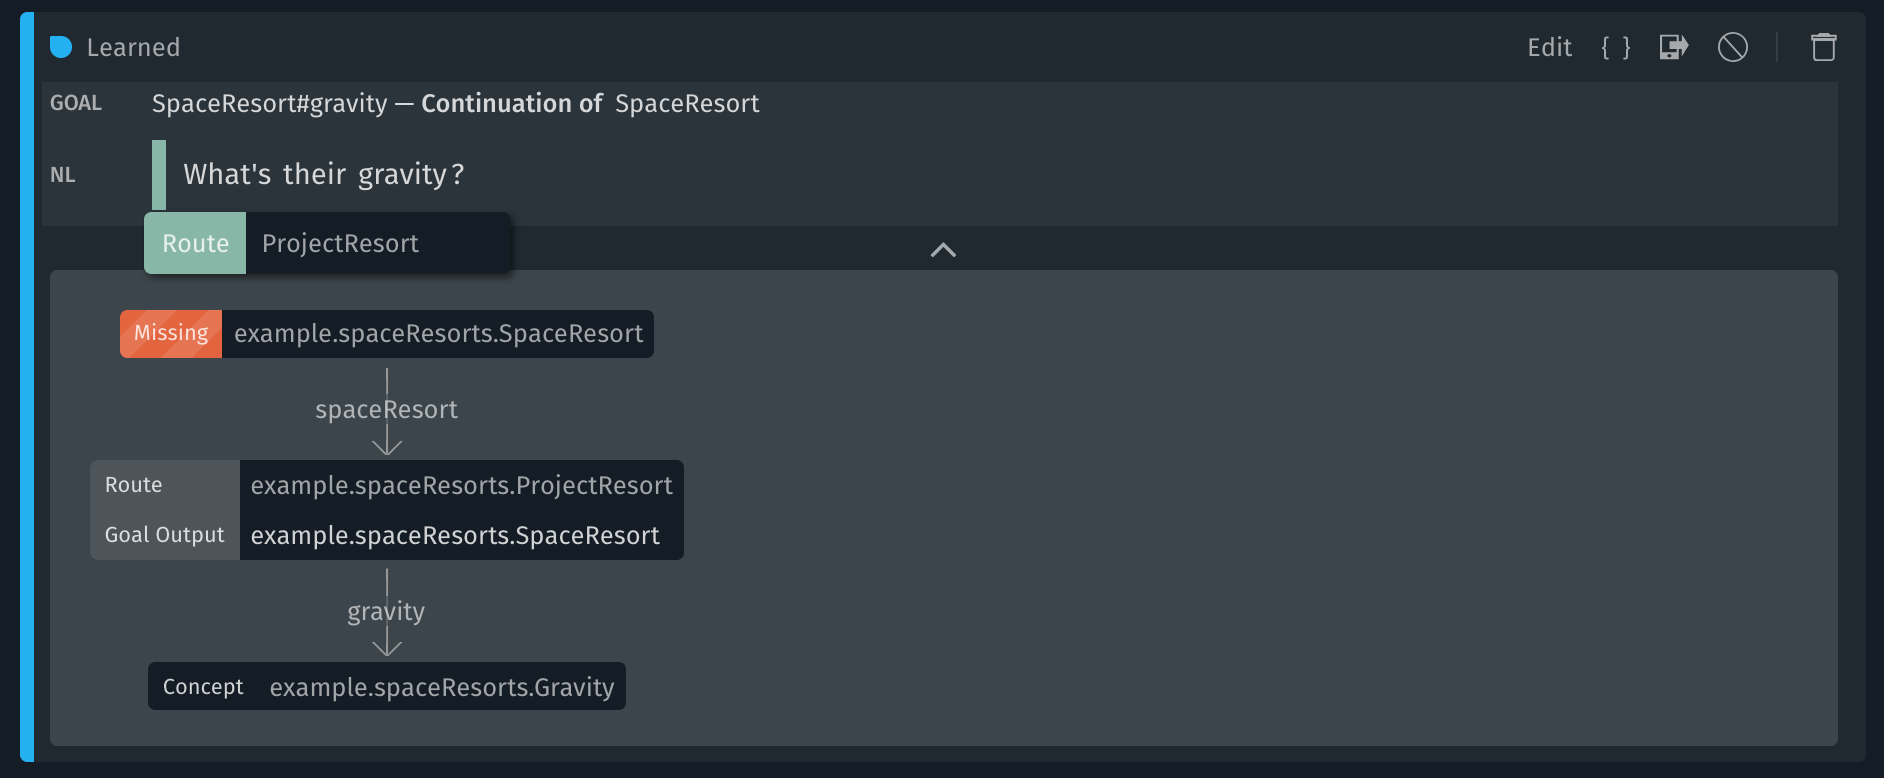 Learned
Edit { }
GOAL SpaceResort#gravity — Continuation of SpaceResort
NL What's their gravity?
Route ProjectResort
Missing example.spaceResorts.SpaceResort
spaceResort
Route example.spaceResorts.ProjectResort
Goal Output example.spaceResorts.SpaceResort
gravity
Concept example.spaceResorts.Gravity